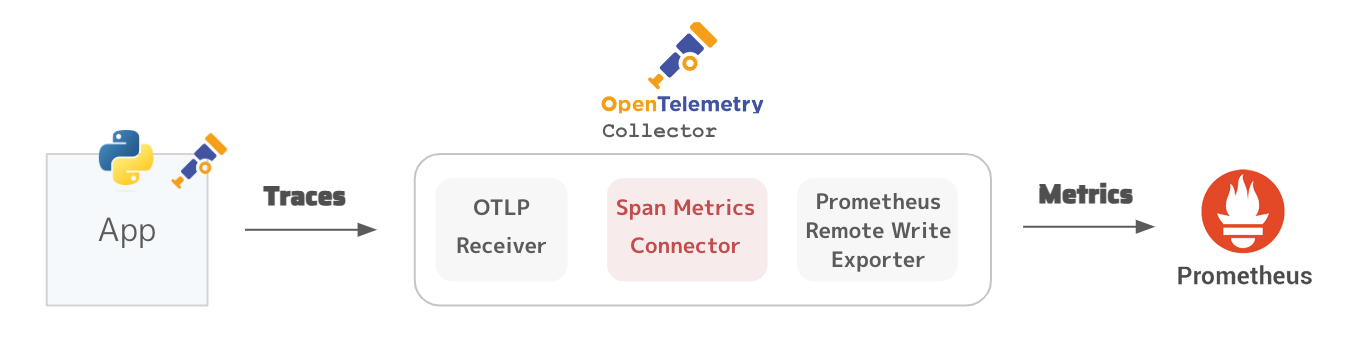 OpenTelemetry
Collector
App
Traces
OTLP
Receiver
Span Metrics
Connector
Prometheus
Remote Write
Exporter
Metrics
Prometheus